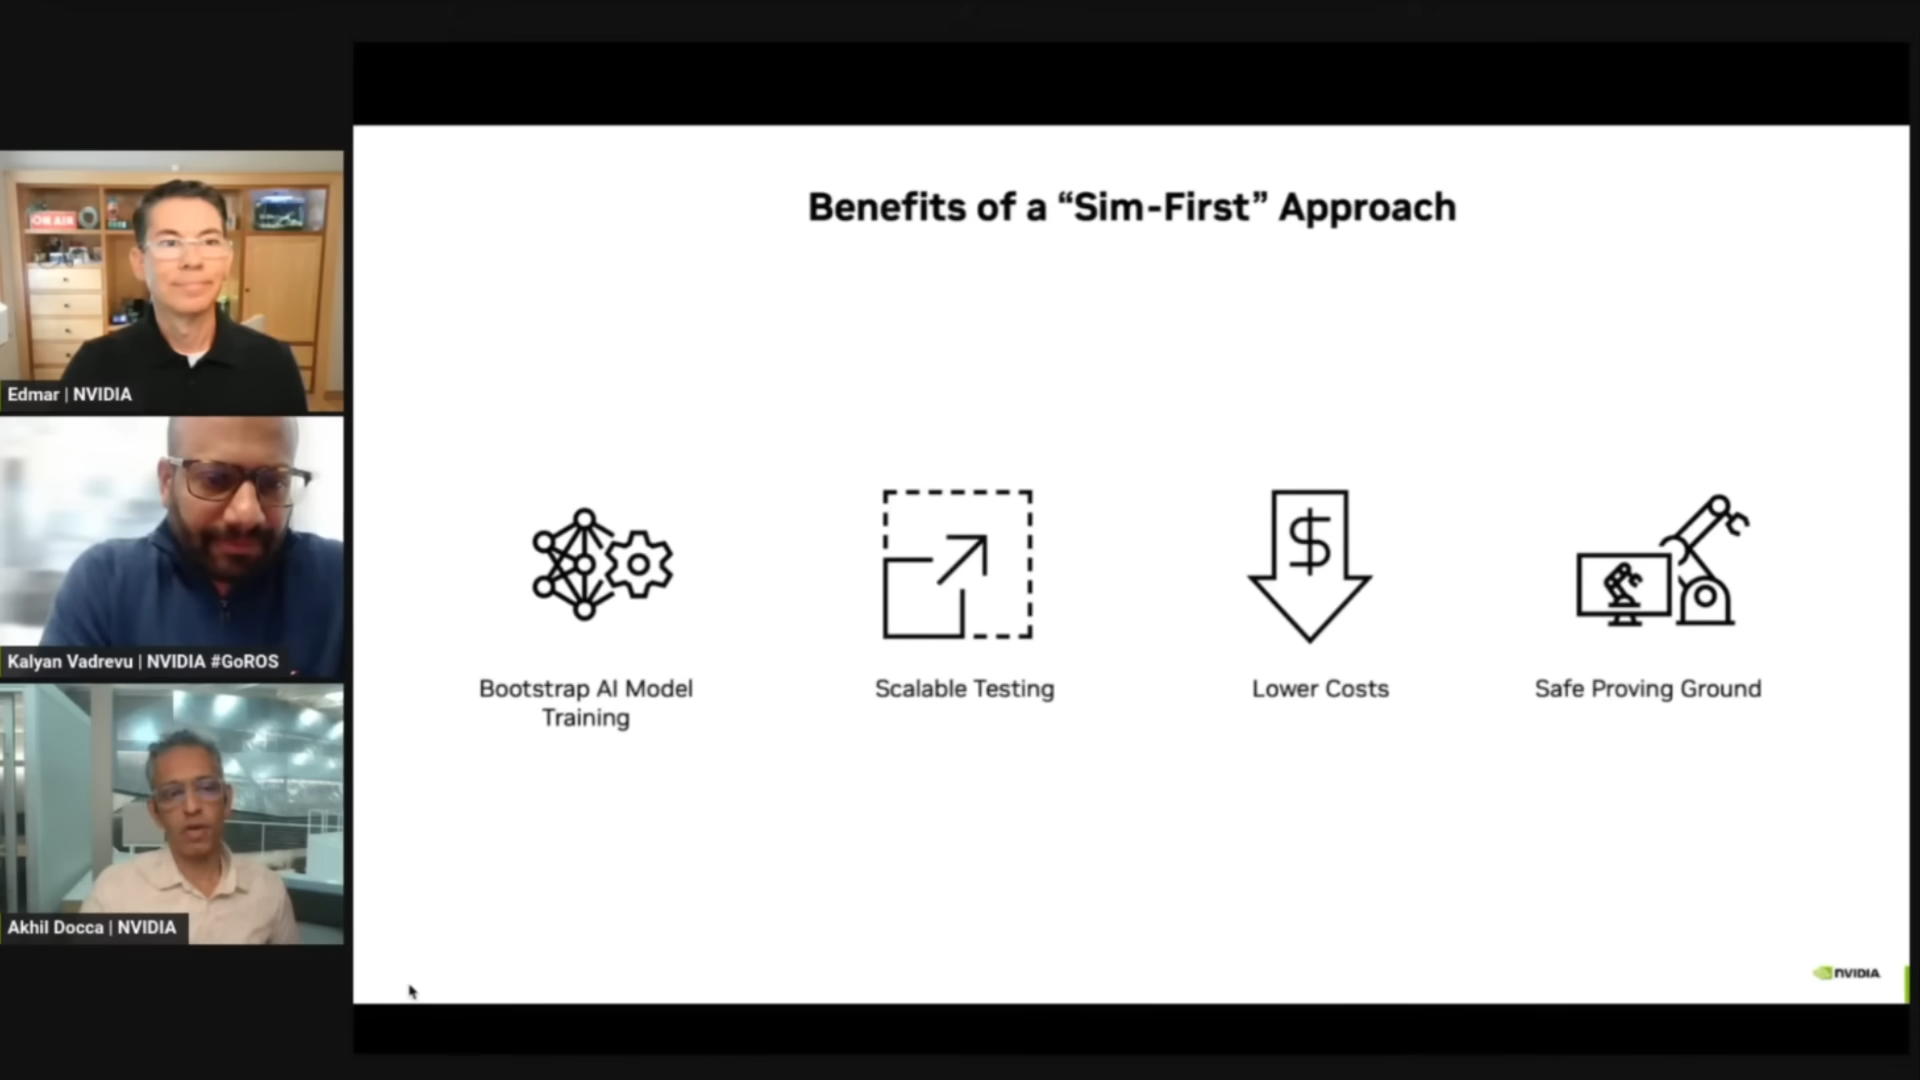 Benefits of a “Sim-First” Approach
ON AIR
Edmar | NVIDIA
Kalyan Vadrevu | NVIDIA #GoROS
Akhil Docca | NVIDIA
$
Bootstrap AI Model
Training
Scalable Testing
Lower Costs
Safe Proving Ground
NVIDIA